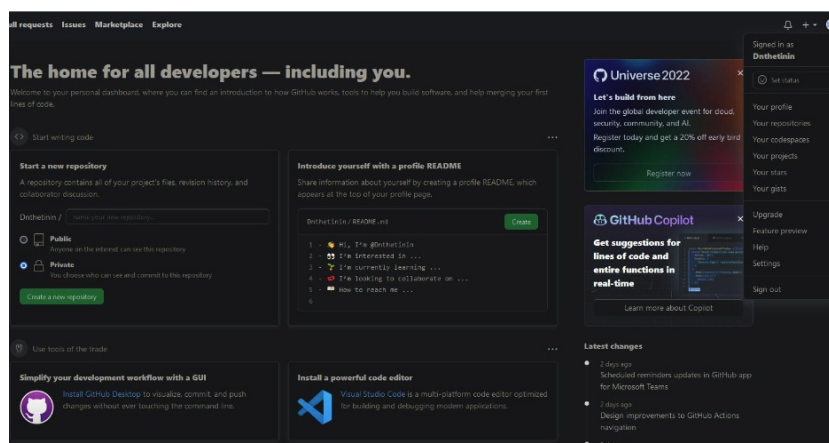 ull requests Issues Marketplace Explore
The home for all developers — including you.
Welcome to your personal dashboard, where you can find an introduction to how GitHub works, tools to help you build software, and help merging your first
lines of code.
Start writing code
Start a new repository
A repository contains all of your project's files, revision history, and
collaborator discussion.
Dnthetinin / name your new repository...
Public
Anyone on the internet can see this repository
Private
You choose who can see and commit to this repository
Create a new repository
Introduce yourself with a profile README
Share information about yourself by creating a profile README, which
appears at the top of your profile page.
Dnthetinin / README.md
Create
1 - 👋 Hi, I'm @Dnthetinin
2 - 👀 I'm interested in ...
3 - 🌱 I'm currently learning ...
4 - 💞️ I'm looking to collaborate on ...
5 - 📫 How to reach me ...
6
Use tools of the trade
Simplify your development workflow with a GUI
Install GitHub Desktop to visualize, commit, and push
changes without ever touching the command line.
Install a powerful code editor
Visual Studio Code is a multi-platform code editor optimized
for building and debugging modern applications.
Universe 2022
Let's build from here
Join the global developer event for cloud,
security, community, and AI.
Register today and get a 20% off early bird
discount.
Register now
GitHub Copilot
Get suggestions for
lines of code and
entire functions in
real-time
Learn more about Copilot
Latest changes
2 days ago
Scheduled reminders updates in GitHub app
for Microsoft Teams
2 days ago
Design improvements to GitHub Actions
navigation
Signed in as
Dnthetinin
Set status
Your profile
Your repositories
Your codespaces
Your projects
Your stars
Your gists
Upgrade
Feature preview
Help
Settings
Sign out